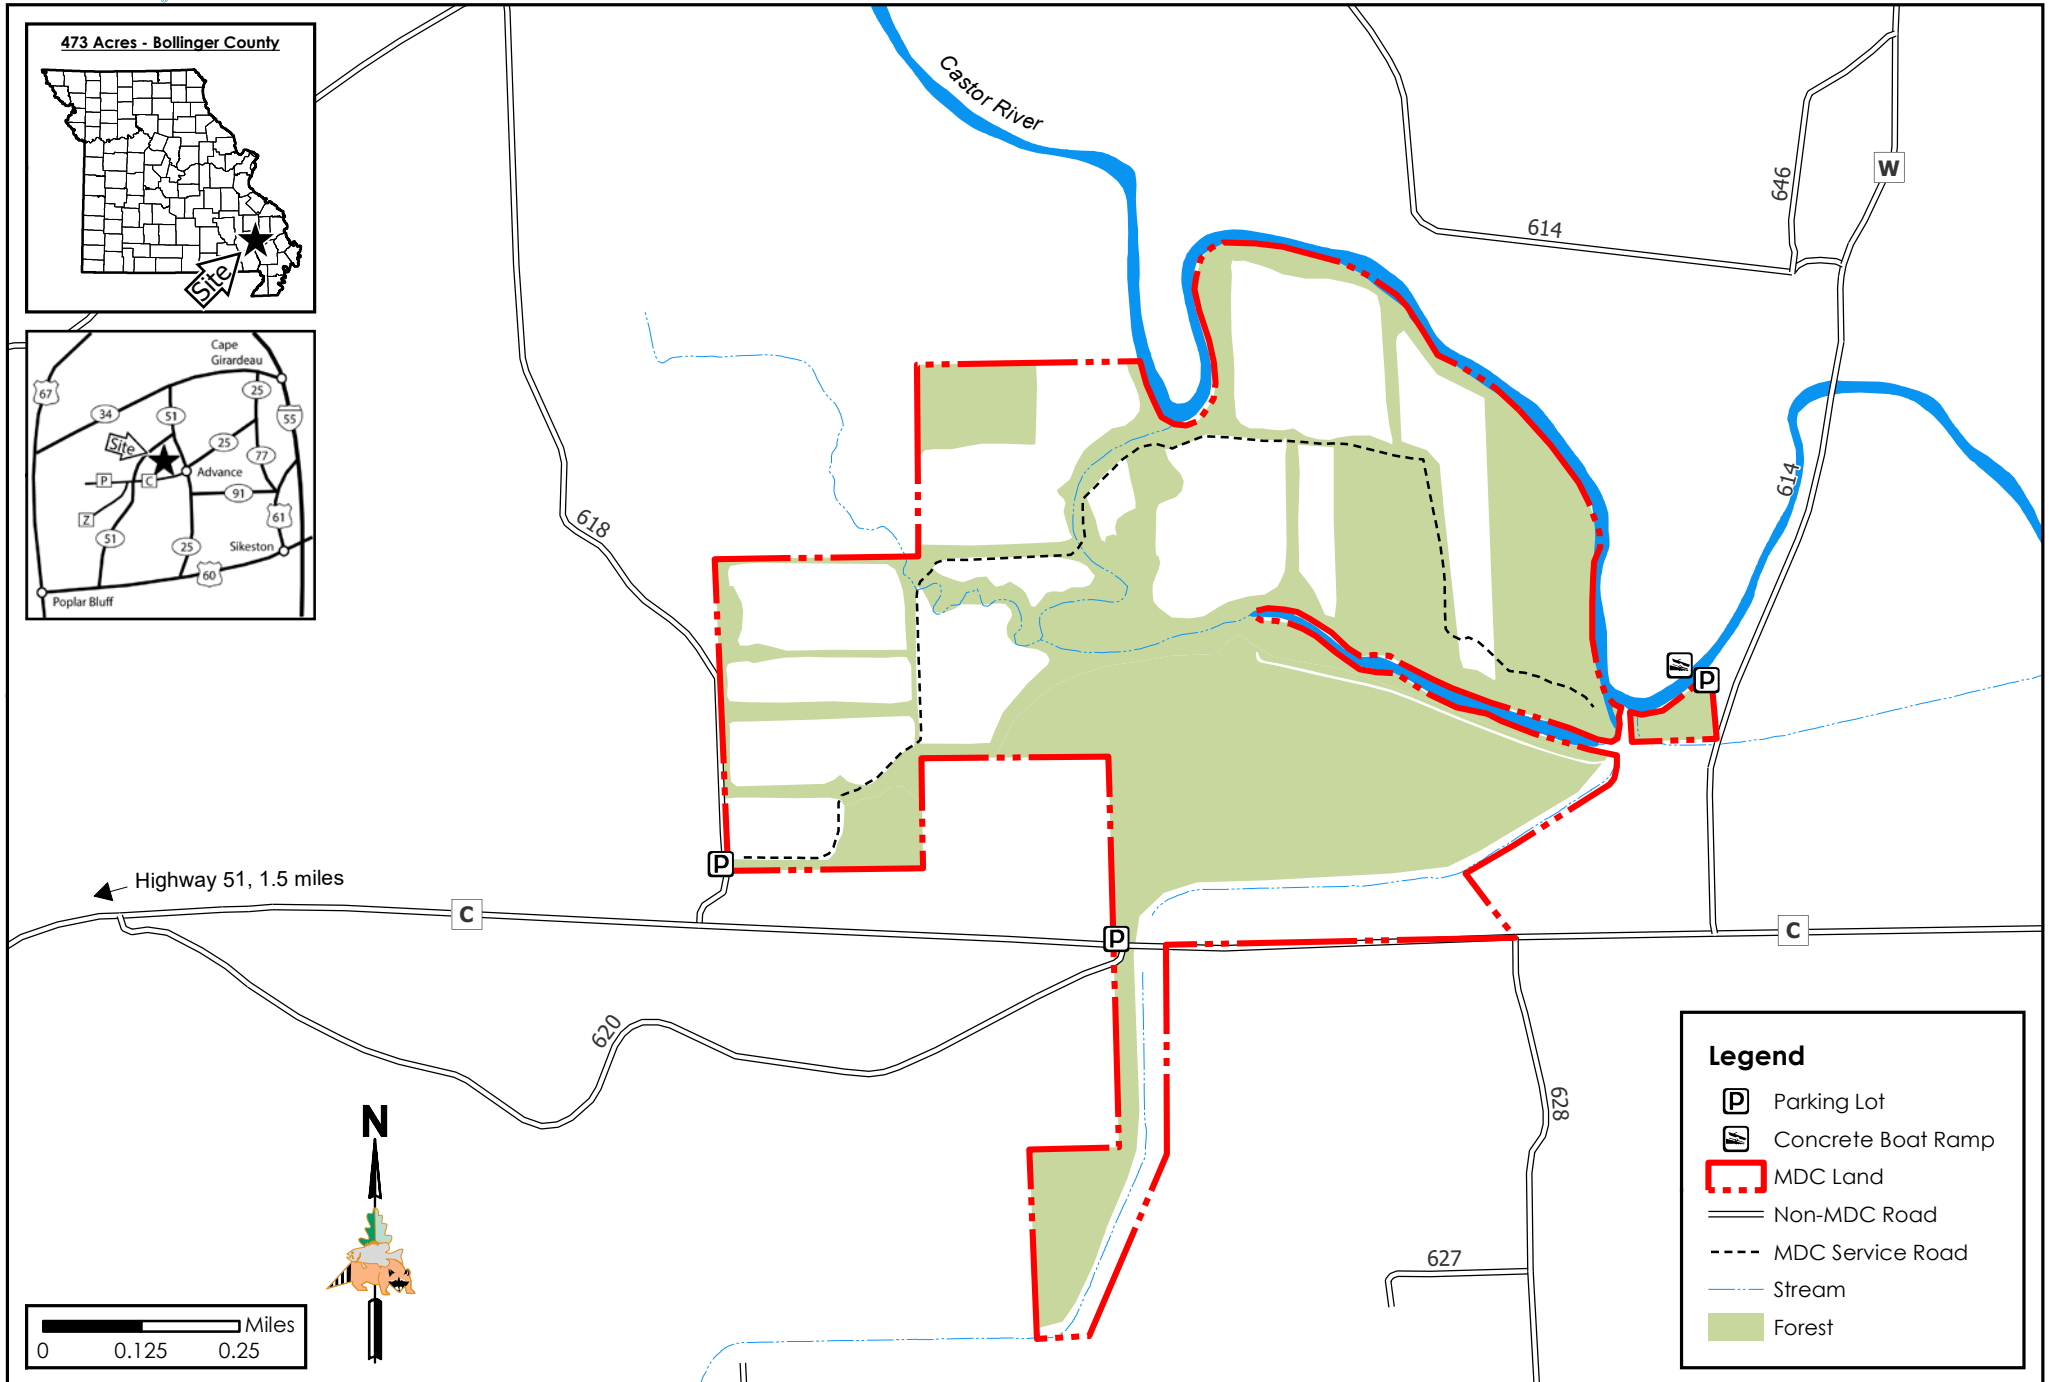 473 Acres - Bollinger County
Site
Cape
Girardeau
67
25
34
51
55
25
Site
77
Advance
P
C
91
Z
61
51
25
Sikeston
60
Poplar Bluff
Castor River
W
646
614
614
618
P
P
Highway 51, 1.5 miles
C
P
C
620
628
627
N
Miles
0 0.125 0.25
Legend
P Parking Lot
Concrete Boat Ramp
MDC Land
Non-MDC Road
MDC Service Road
Stream
Forest